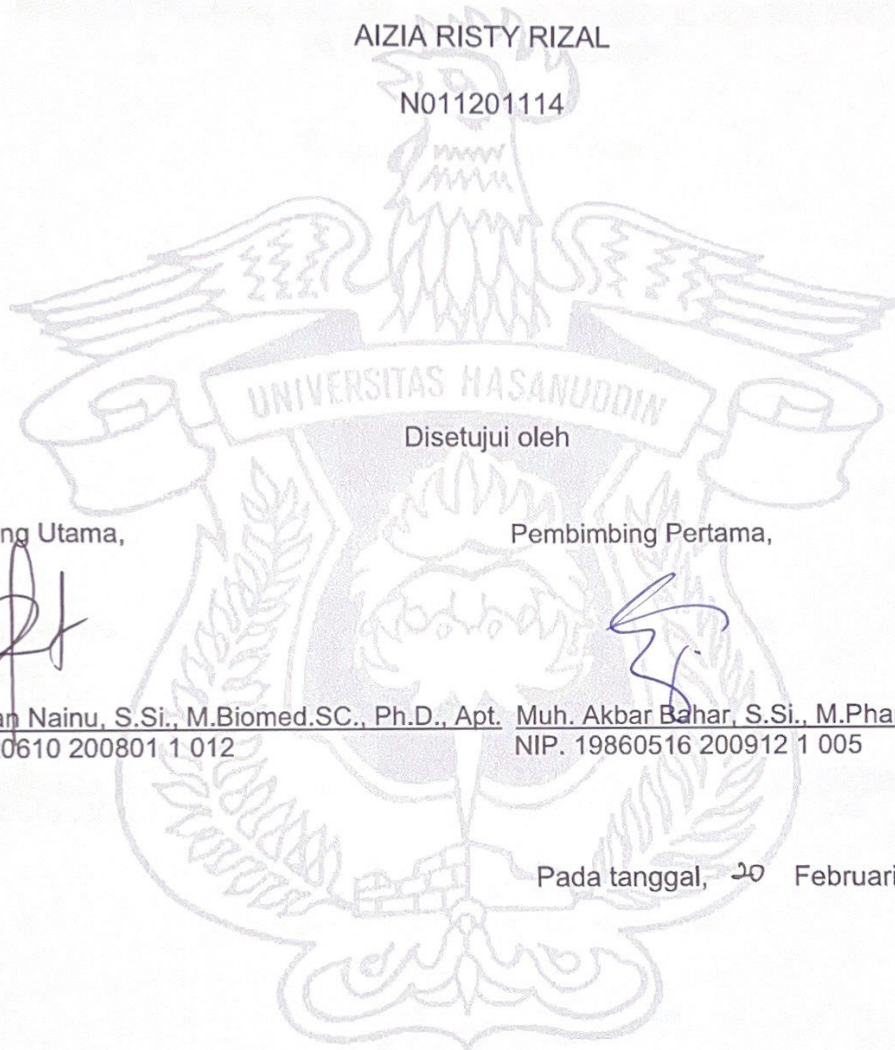 AIZIA RISTY RIZAL
N011201114
UNIVERSITAS HASANUDDIN
Disetujui oleh
ng Utama,
Pembimbing Pertama,
an Nainu, S.Si., M.Biomed.SC., Ph.D., Apt.
Muh. Akbar Bahar, S.Si., M.Pha
0610 200801 1 012
NIP. 19860516 200912 1 005
Pada tanggal, 20 Februari